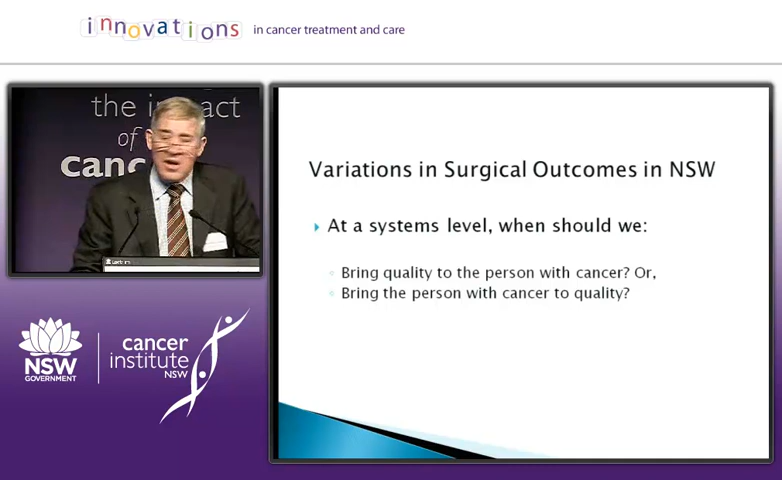 innovations in cancer treatment and care
the impact
of
canc
Variations in Surgical Outcomes in NSW
At a systems level, when should we:
Bring quality to the person with cancer? Or,
Bring the person with cancer to quality?
NSW
GOVERNMENT
cancer
institute
NSW